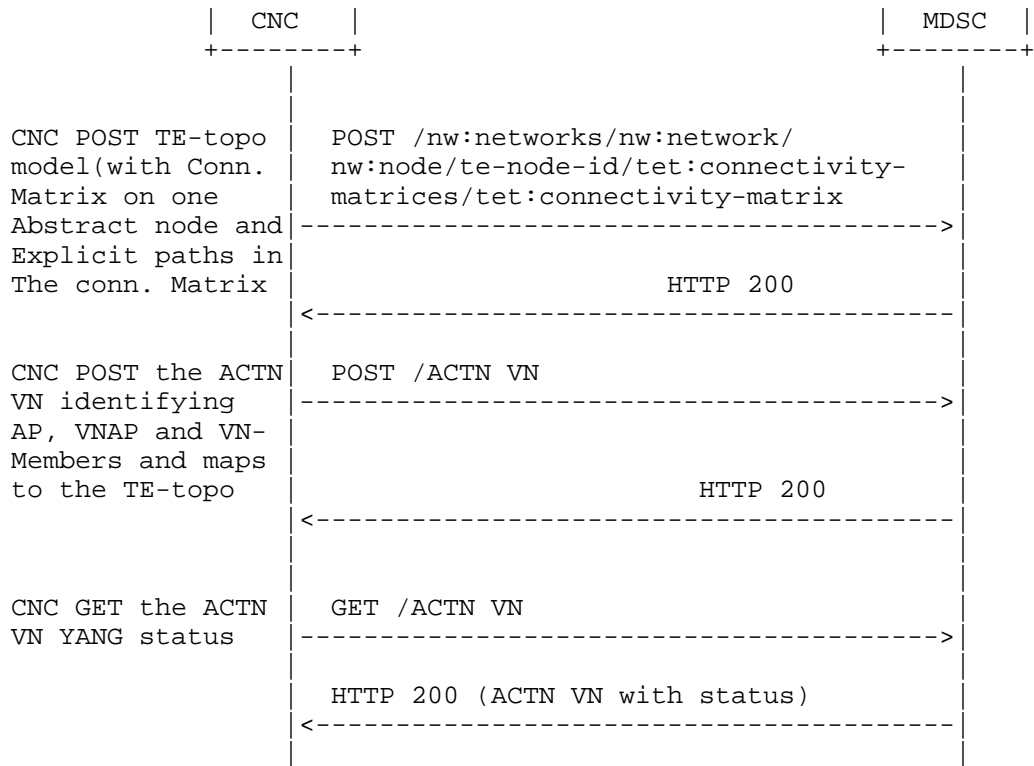 CNC MDSC
CNC POST TE-topo POST /nw:networks/nw:network/
model(with Conn. nw:node/te-node-id/tet:connectivity-
Matrix on one matrices/tet:connectivity-matrix
Abstract node and
Explicit paths in
The conn. Matrix HTTP 200
CNC POST the ACTN POST /ACTN VN
VN identifying
AP, VNAP and VN-
Members and maps
to the TE-topo HTTP 200
CNC GET the ACTN GET /ACTN VN
VN YANG status
HTTP 200 (ACTN VN with status)